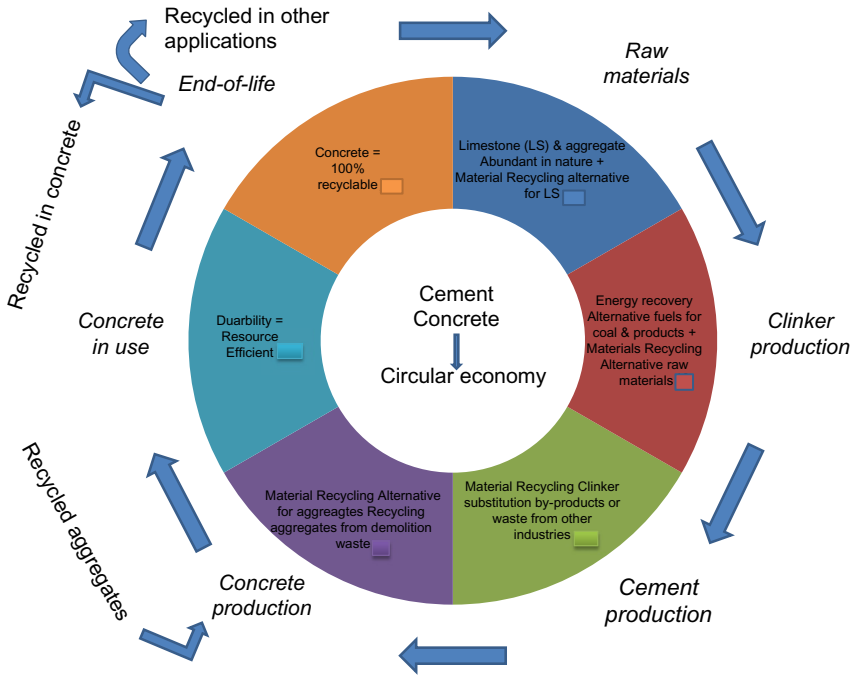 Recycled in other
applications
End-of-life
Recycled in concrete
Raw
materials
Concrete =
100%
recyclable
Limestone (LS) & aggregate
Abundant in nature +
Material Recycling alternative
for LS
Energy recovery
Alternative fuels for
coal & products +
Materials Recycling
Alternative raw
materials
Clinker
production
Cement
Concrete
Circular economy
Duarbility =
Resource
Efficient
Concrete
in use
Material Recycling Clinker
substitution by-products or
waste from other
industries
Cement
production
Material Recycling Alternative
for aggreagtes Recycling
aggregates from demolition
waste
Concrete
production
Recycled aggregates